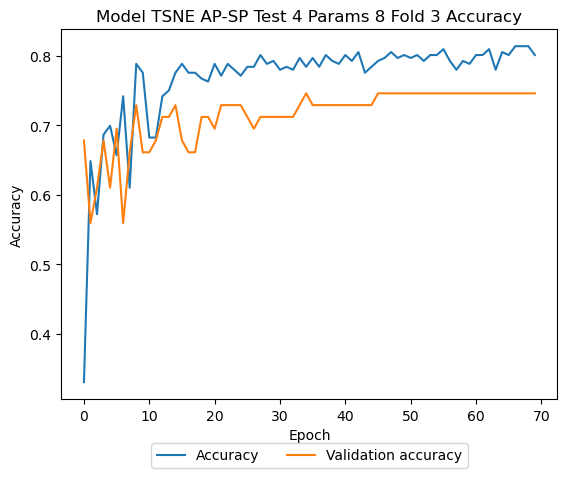 Model TSNE AP-SP Test 4 Params 8 Fold 3 Accuracy
0.8
0.7
0.6
0.5
0.4
Accuracy
0 10 20 30 40 50 60 70
Epoch
Accuracy Validation accuracy